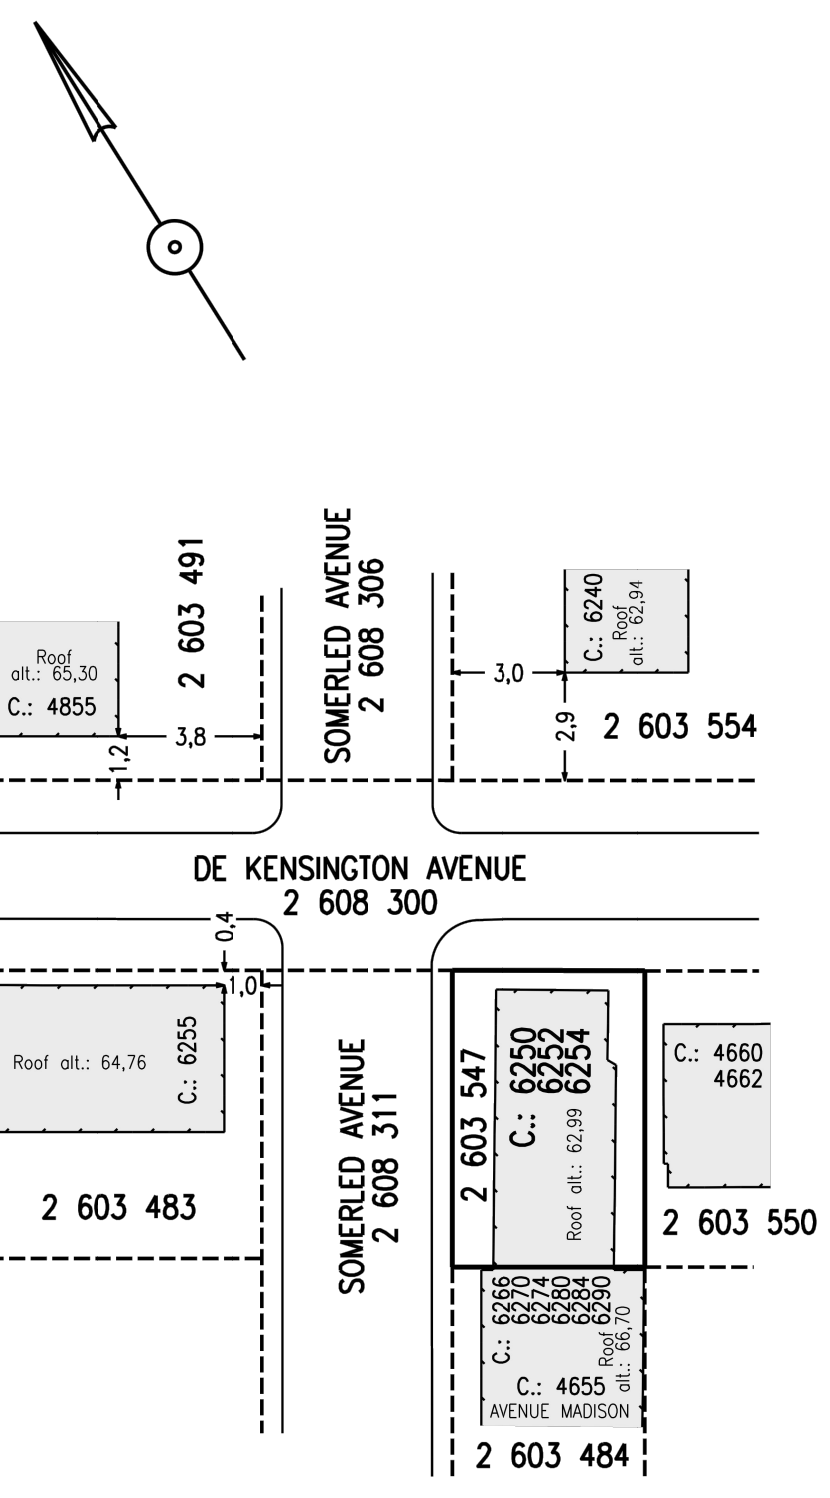 SOMERLED AVENUE
2 608 306
2 603 491
Roof
alt.: 65,30
C.: 4855
3,8
1,2
C.: 6240
Roof
alt.: 62,94
3,0
2,9
2 603 554
DE KENSINGTON AVENUE
2 608 300
0,4
1,0
Roof alt.: 64,76
C.: 6255
2 603 483
SOMERLED AVENUE
2 608 311
2 603 547
C.: 6250
6252
6254
Roof alt.: 62,99
C.: 4660
4662
2 603 550
C.: 6266
6270
6274
6280
6284
6290
Roof
alt.: 66,70
C.: 4655
AVENUE MADISON
2 603 484